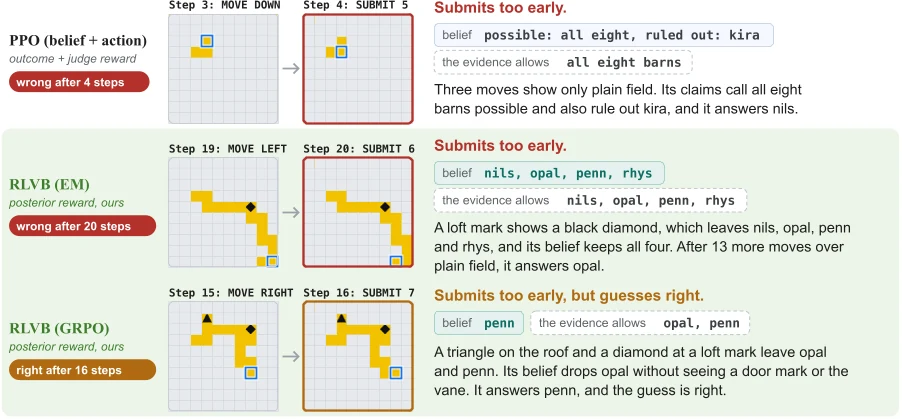 Step 3: MOVE DOWN
Step 4: SUBMIT 5
Submits too early.
PPO (belief + action)
outcome + judge reward
wrong after 4 steps
belief possible: all eight, ruled out: kira
the evidence allows all eight barns
Three moves show only plain field. Its claims call all eight
barns possible and also rule out kira, and it answers nils.
Step 19: MOVE LEFT
Step 20: SUBMIT 6
Submits too early.
RLVB (EM)
posterior reward, ours
wrong after 20 steps
belief nils, opal, penn, rhys
the evidence allows nils, opal, penn, rhys
A loft mark shows a black diamond, which leaves nils, opal, penn
and rhys, and its belief keeps all four. After 13 more moves over
plain field, it answers opal.
Step 15: MOVE RIGHT
Step 16: SUBMIT 7
Submits too early, but guesses right.
RLVB (GRPO)
posterior reward, ours
right after 16 steps
belief penn
the evidence allows opal, penn
A triangle on the roof and a diamond at a loft mark leave opal
and penn. Its belief drops opal without seeing a door mark or the
vane. It answers penn, and the guess is right.